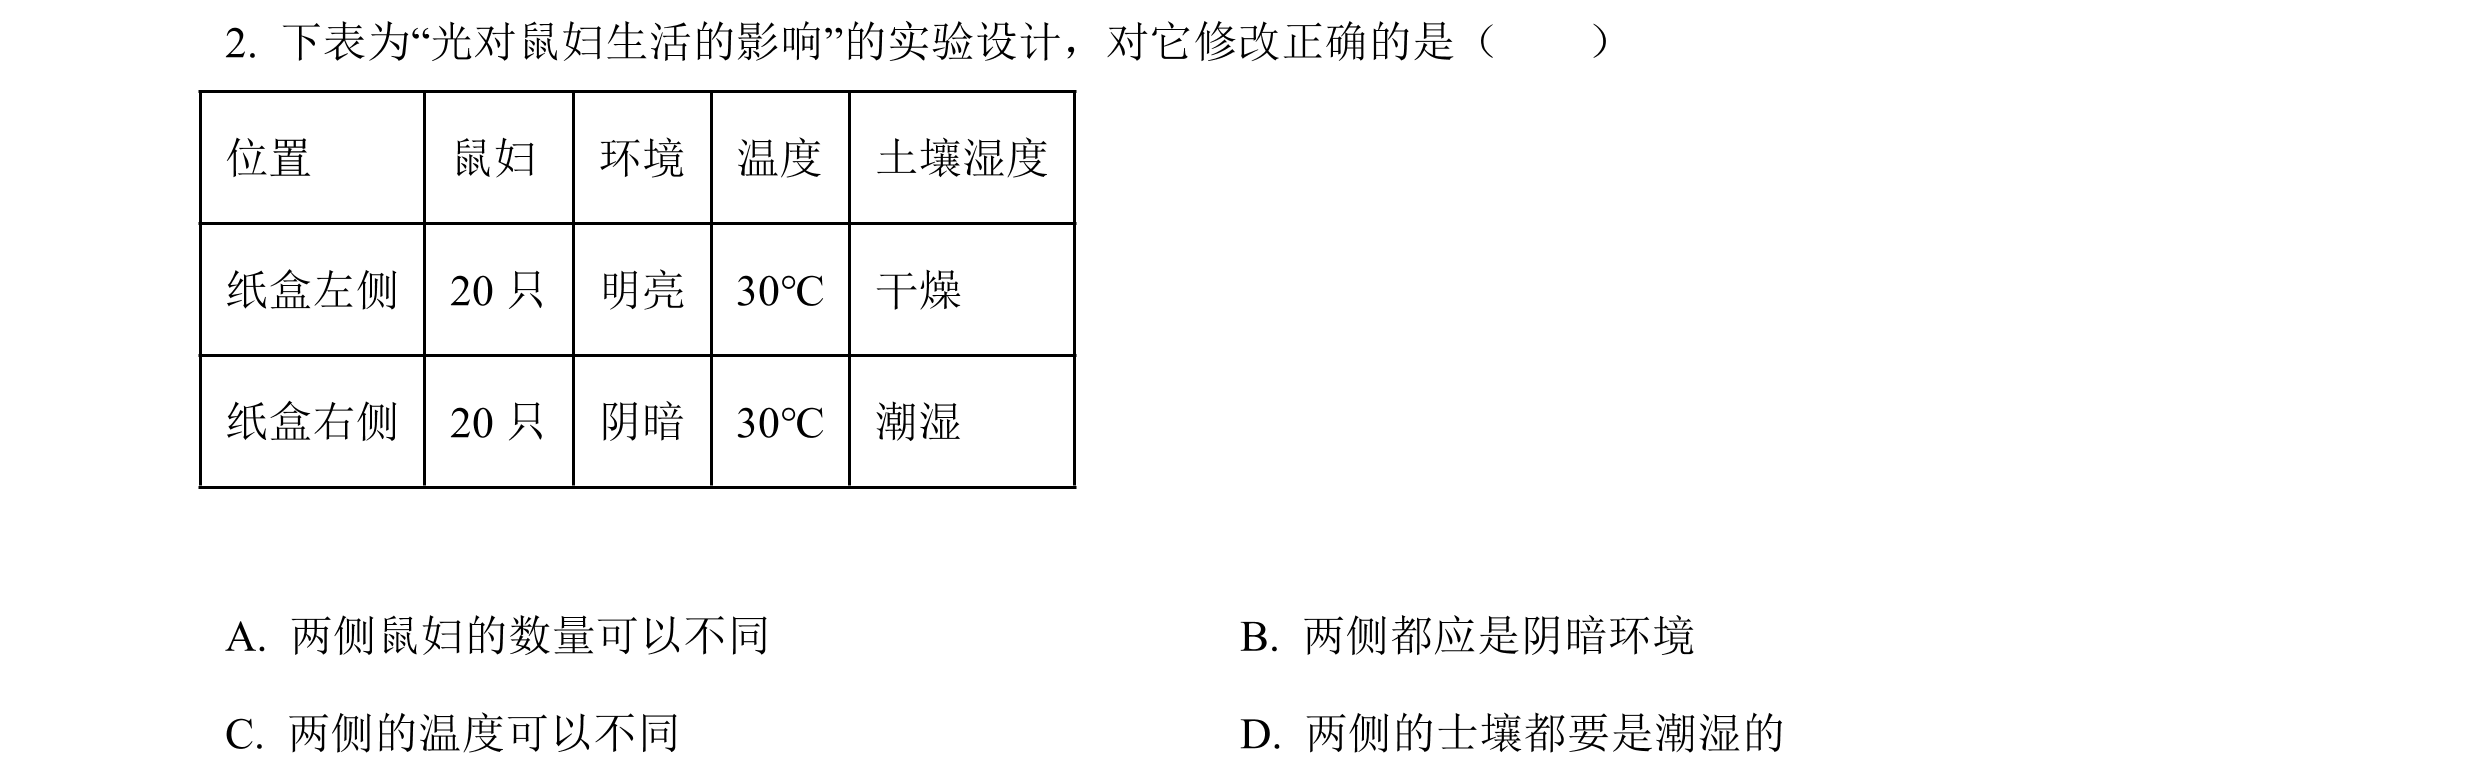 2. 下表为“光对鼠妇生活的影响”的实验设计，对它修改正确的是（　　）
位置 鼠妇 环境 温度 土壤湿度
纸盒左侧 20 只 明亮 30℃ 干燥
纸盒右侧 20 只 阴暗 30℃ 潮湿
A. 两侧鼠妇的数量可以不同 B. 两侧都应是阴暗环境
C. 两侧的温度可以不同 D. 两侧的土壤都要是潮湿的